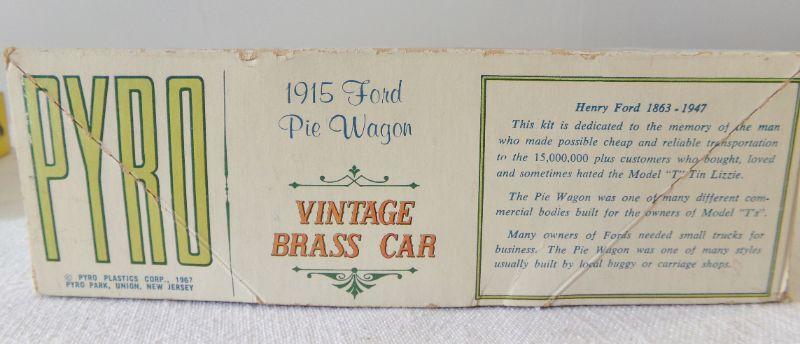 PYRO
© PYRO PLASTICS CORP., 1967
PYRO PARK, UNION, NEW JERSEY
1915 Ford
Pie Wagon
VINTAGE
BRASS CAR
Henry Ford 1863 - 1947
This kit is dedicated to the memory of the man
who made possible cheap and reliable transportation
to the 15,000,000 plus customers who bought, loved
and sometimes hated the Model "T" Tin Lizzie.
The Pie Wagon was one of many different com-
mercial bodies built for the owners of Model "T's".
Many owners of Fords needed small trucks for
business. The Pie Wagon was one of many styles
usually built by local buggy or carriage shops.